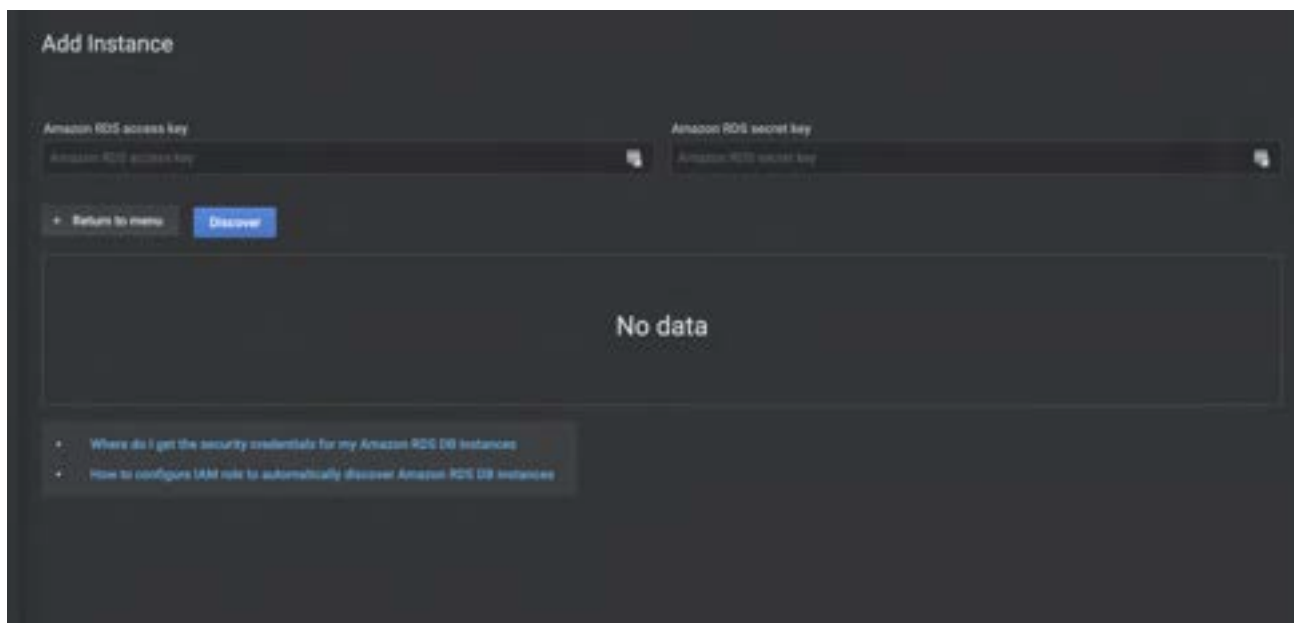 Add Instance
Amazon RDS access key
Amazon RDS secret key
Amazon RDS access key
Amazon RDS secret key
Return to menu
Discover
No data
• Where do I get the security credentials for my Amazon RDS DB instances
• How to configure IAM role to automatically discover Amazon RDS DB instances